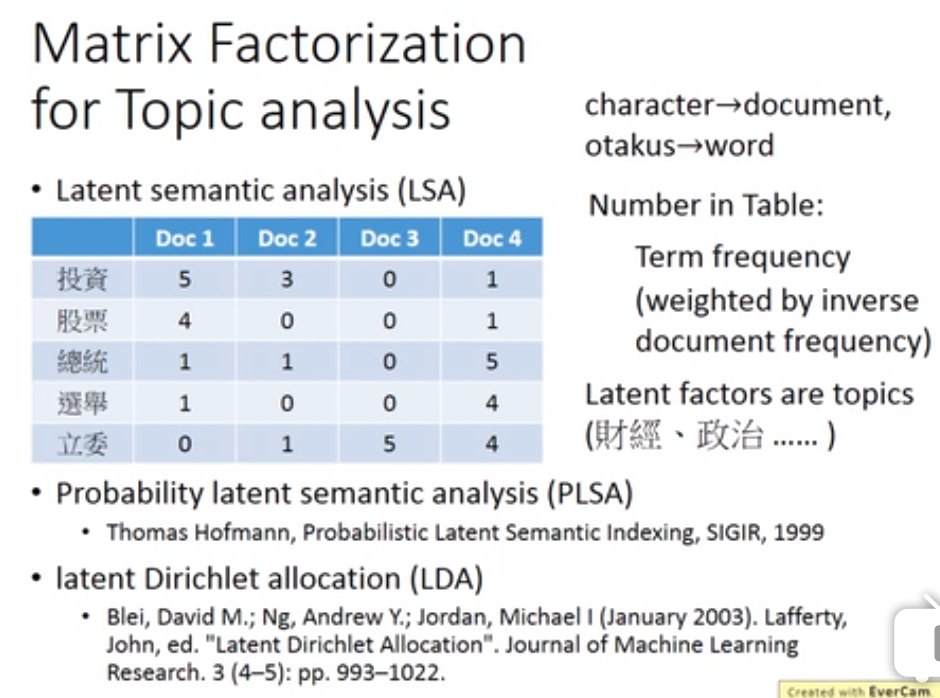 Matrix Factorization
for Topic analysis
character→document,
otakus→word
• Latent semantic analysis (LSA)
Doc 1 Doc 2 Doc 3 Doc 4
投資 5 3 0 1
股票 4 0 0 1
總統 1 1 0 5
選舉 1 0 0 4
立委 0 1 5 4
Number in Table:
Term frequency
(weighted by inverse
document frequency)
Latent factors are topics
(財經、政治 …… )
• Probability latent semantic analysis (PLSA)
• Thomas Hofmann, Probabilistic Latent Semantic Indexing, SIGIR, 1999
• latent Dirichlet allocation (LDA)
• Blei, David M.; Ng, Andrew Y.; Jordan, Michael I (January 2003). Lafferty,
John, ed. "Latent Dirichlet Allocation". Journal of Machine Learning
Research. 3 (4–5): pp. 993–1022.
Created with EverCam